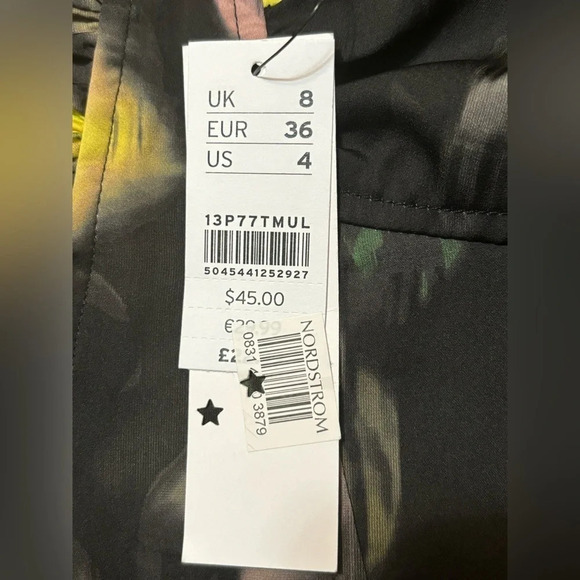 UK 8
EUR 36
US 4
13P77TMUL
5045441252927
$45.00
NORDSTROM
3879